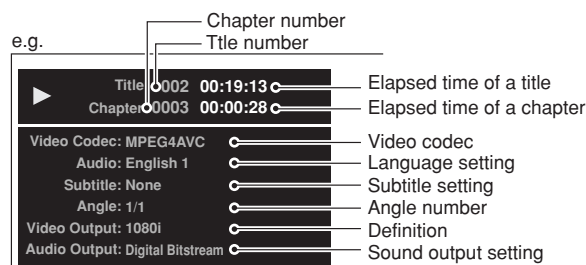 Chapter number
e.g.
Ttle number
Title 0002 00:19:13
Elapsed time of a title
Chapter 0003 00:00:28
Elapsed time of a chapter
Video Codec: MPEG4AVC
Video codec
Audio: English 1
Language setting
Subtitle: None
Subtitle setting
Angle: 1/1
Angle number
Video Output: 1080i
Definition
Audio Output: Digital Bitstream
Sound output setting